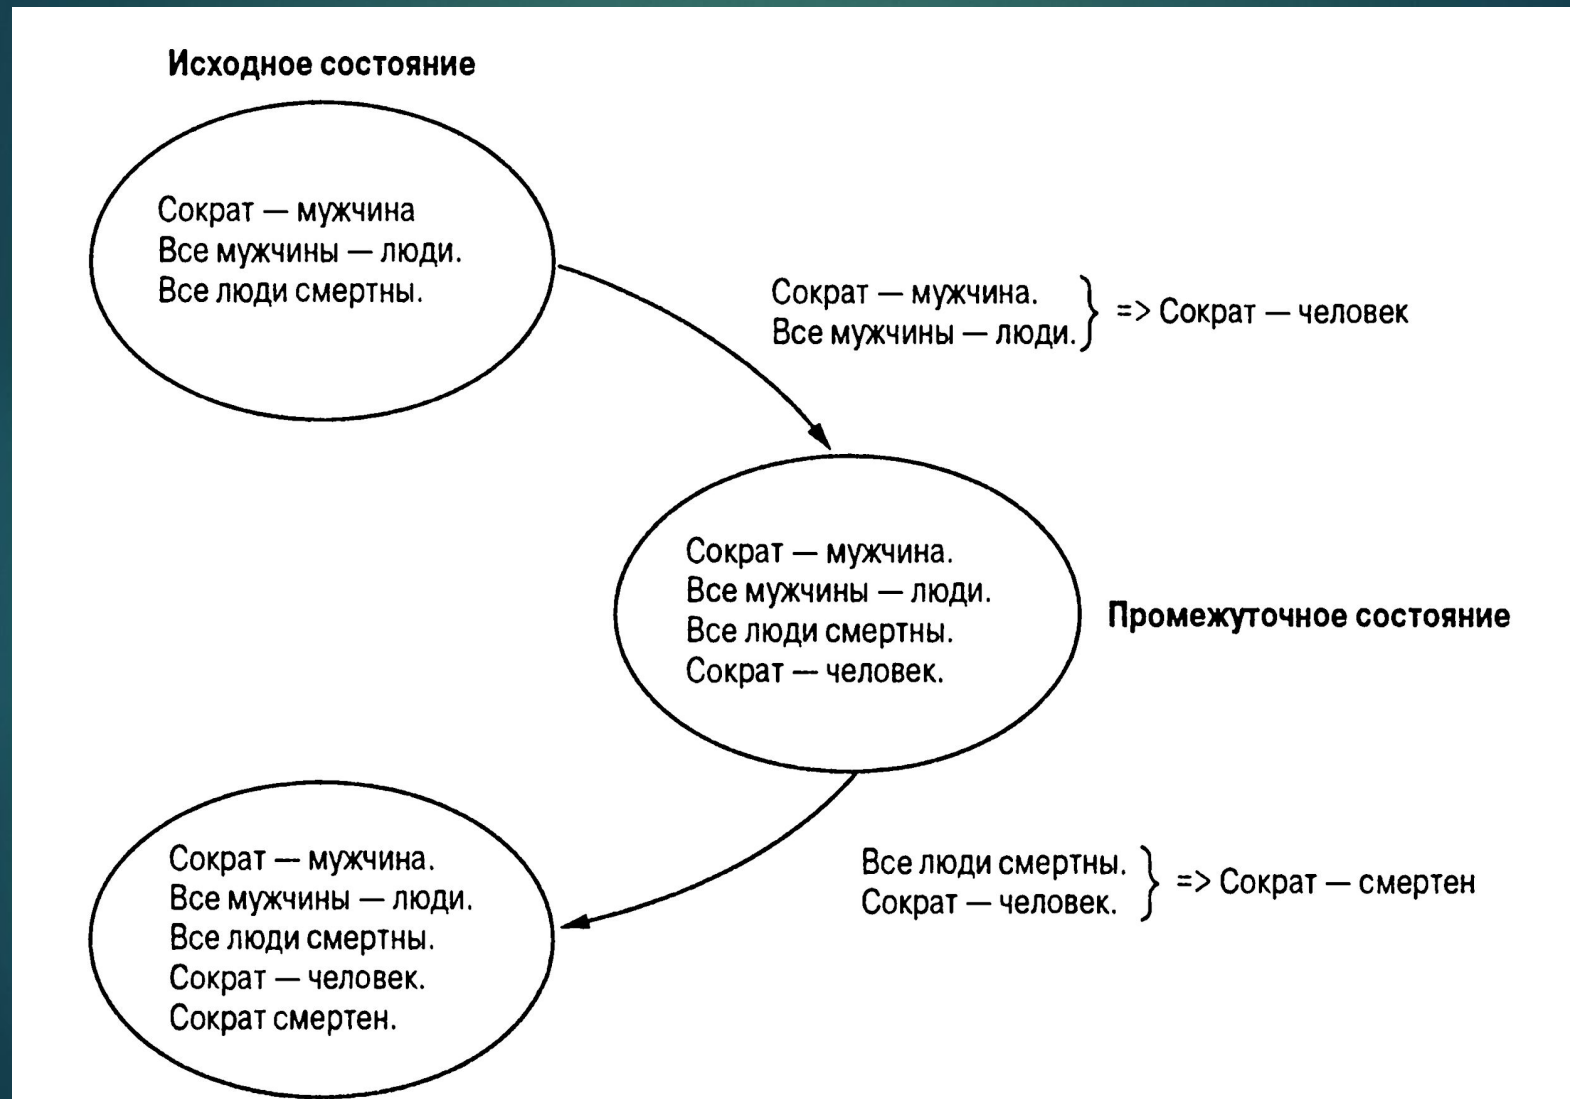 Исходное состояние
Сократ — мужчина
Все мужчины — люди.
Все люди смертны.
Сократ — мужчина.
Все мужчины — люди.
=> Сократ — человек
Сократ — мужчина.
Все мужчины — люди.
Все люди смертны.
Сократ — человек.
Промежуточное состояние
Все люди смертны.
Сократ — человек.
=> Сократ — смертен
Сократ — мужчина.
Все мужчины — люди.
Все люди смертны.
Сократ — человек.
Сократ смертен.